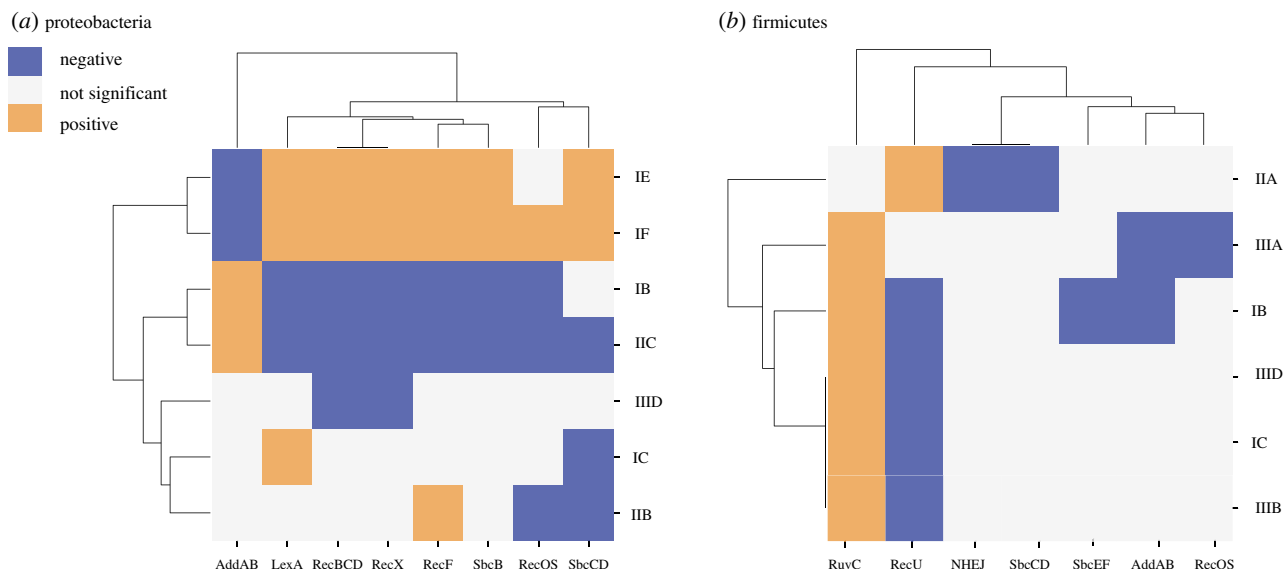 (a) proteobacteria
negative
not significant
positive
IE
IF
IB
IIC
IIID
IC
IIB
AddAB LexA RecBCD RecX RecF SbcB RecOS SbcCD
(b) firmicutes
IIA
IIIA
IB
IIID
IC
IIIB
RuvC RecU NHEJ SbcCD SbcEF AddAB RecOS